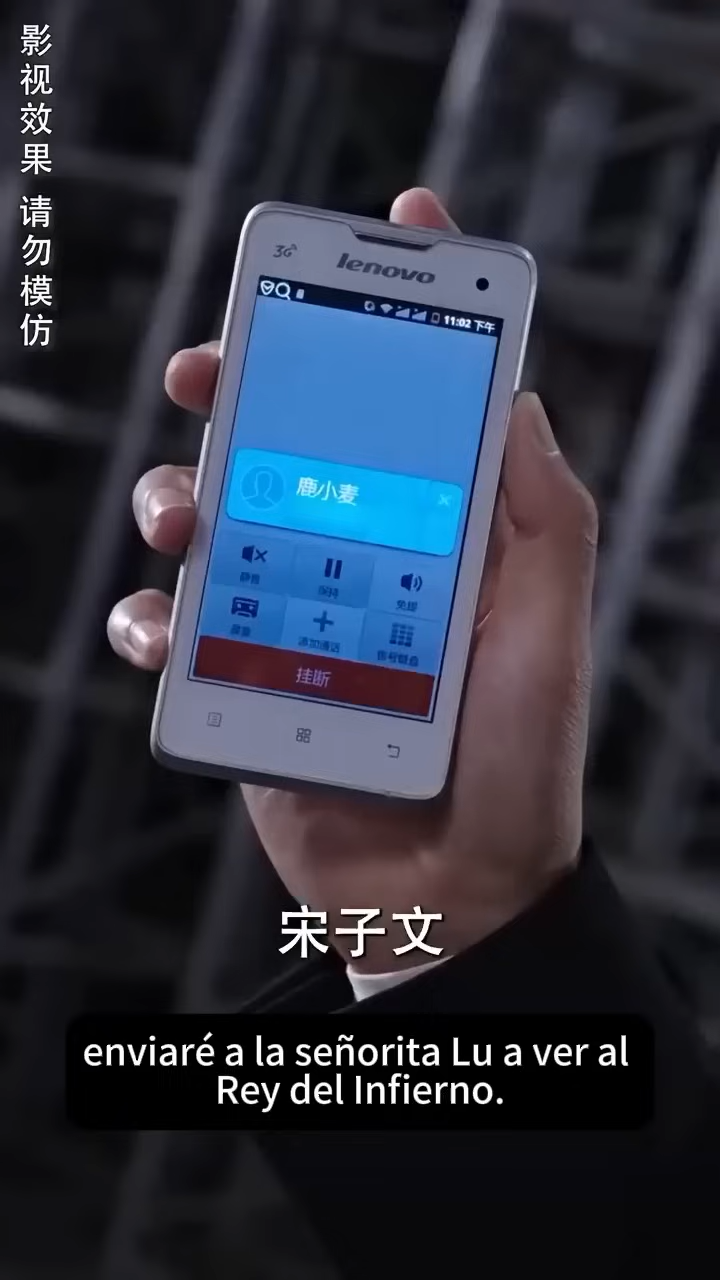 影视效果 请勿模仿
3G
lenovo
11:02 下午
鹿小麦
静音
保持
免提
录音
添加通话
拨号键盘
挂断
宋子文
enviaré a la señorita Lu a ver al
Rey del Infierno.